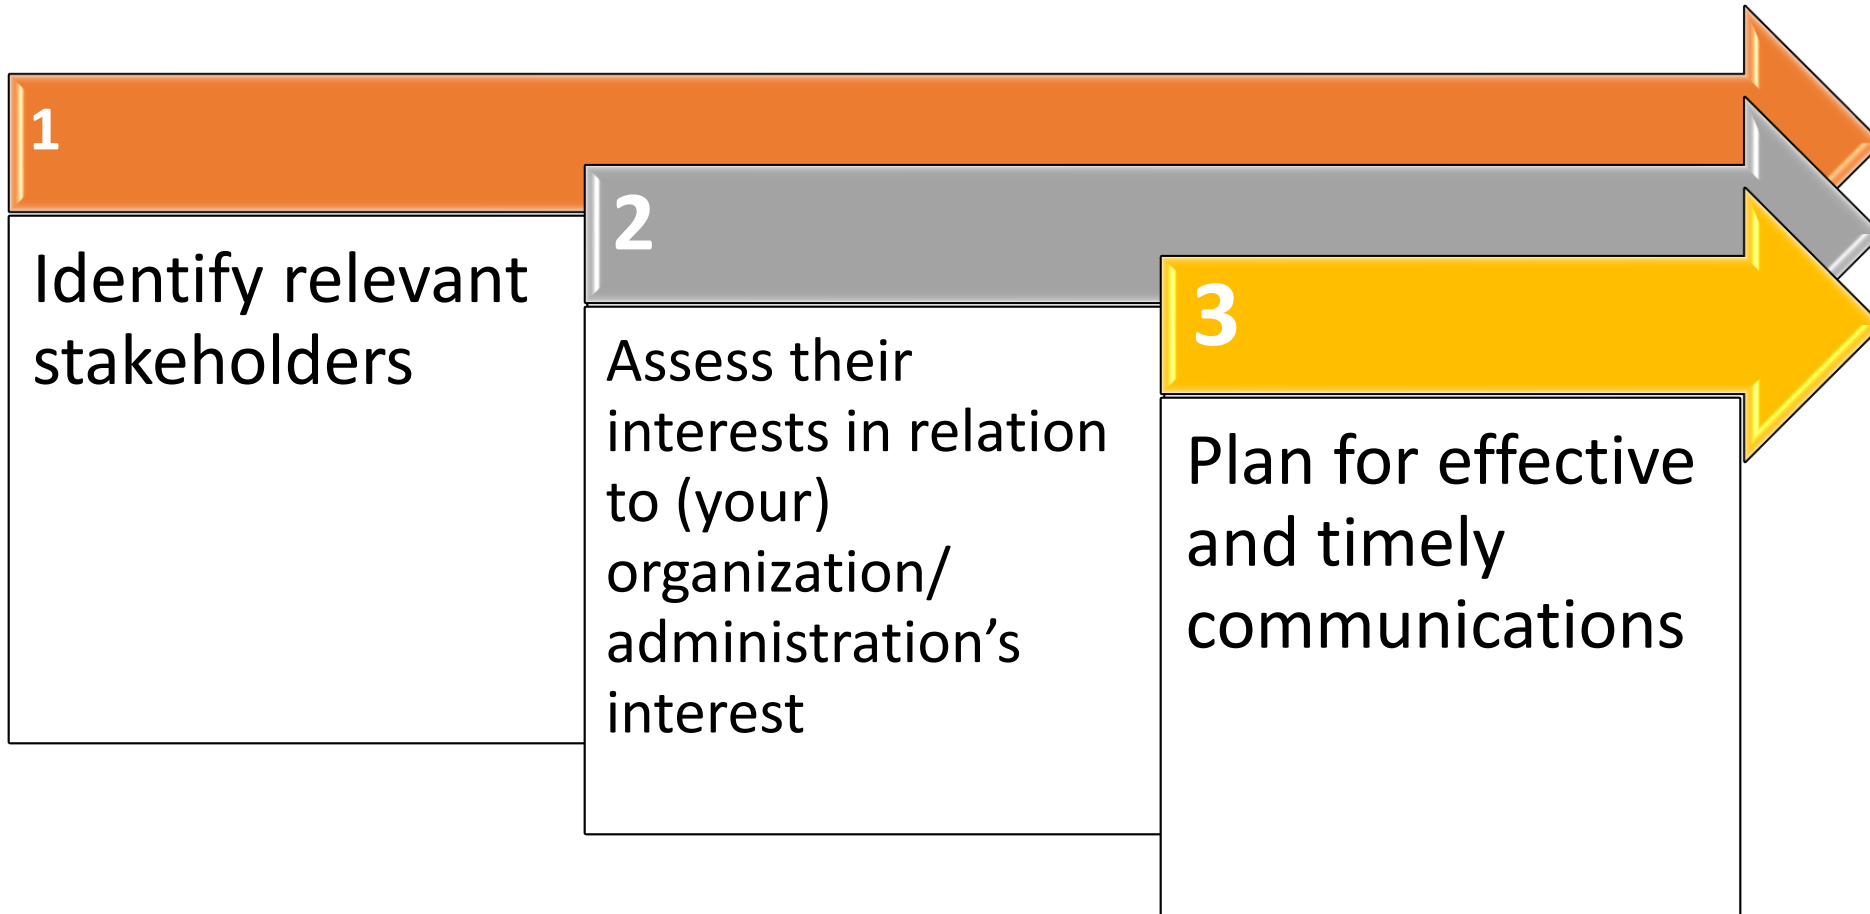 1
Identify relevant
stakeholders
2
Assess their
interests in relation
to (your)
organization/
administration’s
interest
3
Plan for effective
and timely
communications